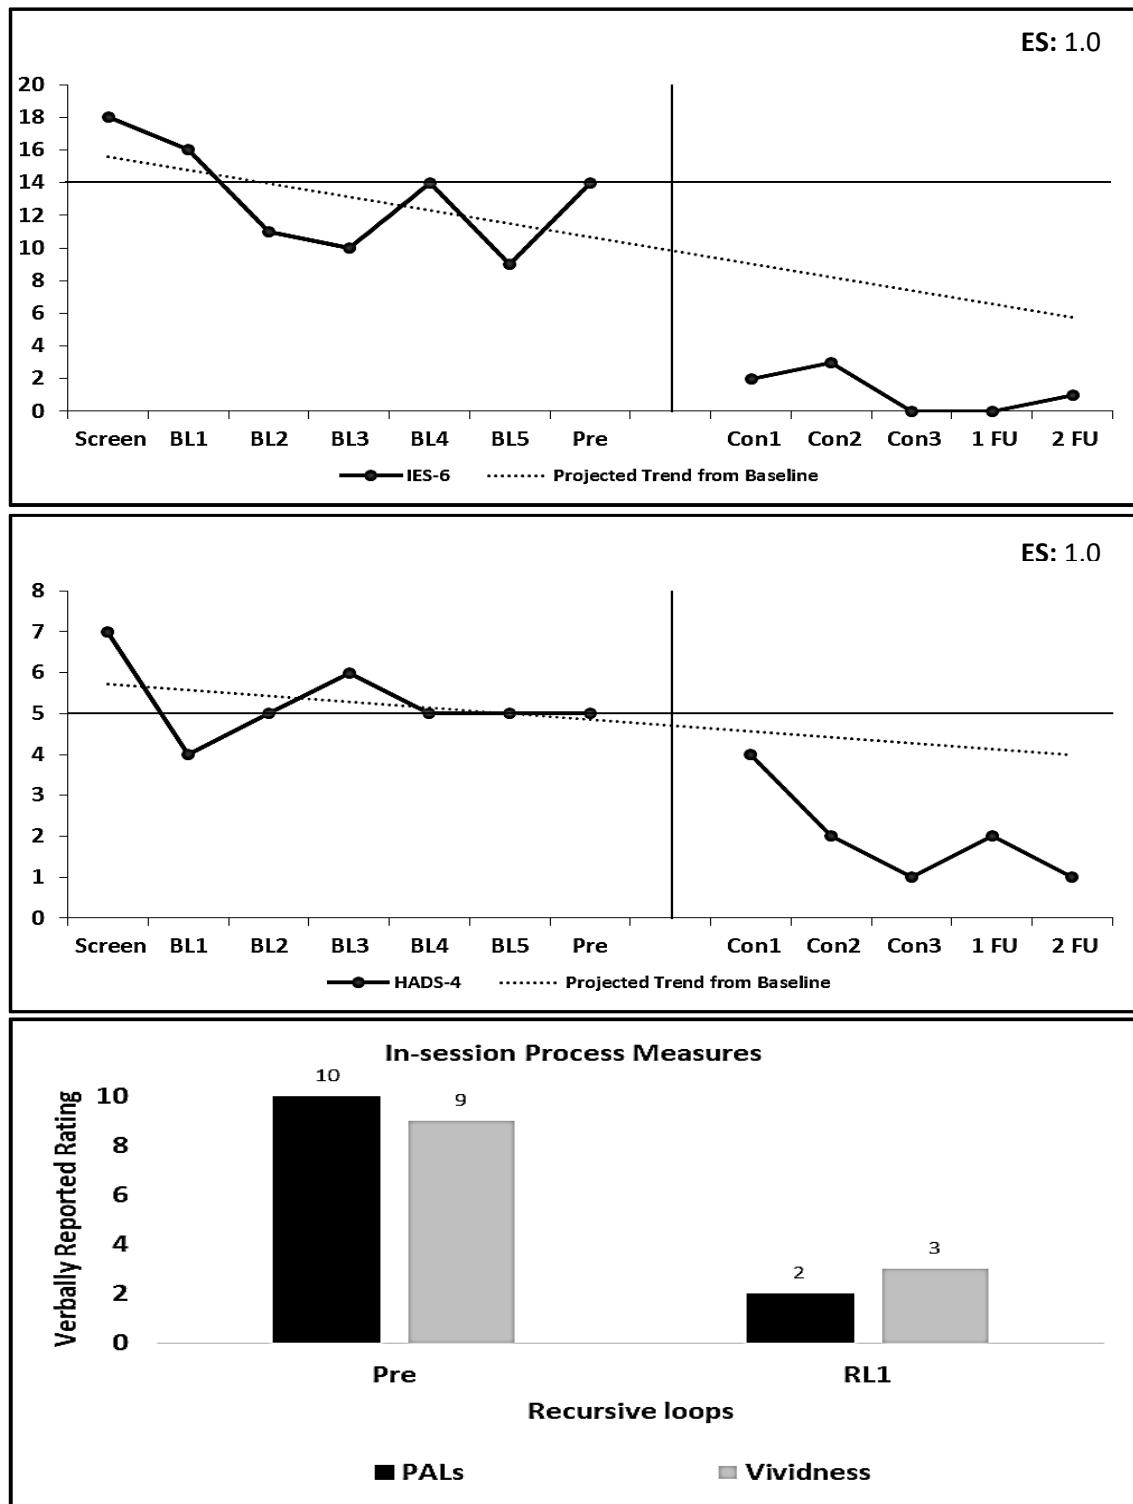 ES: 1.0
20
18
16
14
12
10
8
6
4
2
0
Screen BL1 BL2 BL3 BL4 BL5 Pre Con1 Con2 Con3 1 FU 2 FU
IES-6 Projected Trend from Baseline
ES: 1.0
8
7
6
5
4
3
2
1
0
Screen BL1 BL2 BL3 BL4 BL5 Pre Con1 Con2 Con3 1 FU 2 FU
HADS-4 Projected Trend from Baseline
In-session Process Measures
Verbally Reported Rating
10
8
6
4
2
0
10
9
2
3
Pre RL1
Recursive loops
PALs Vividness